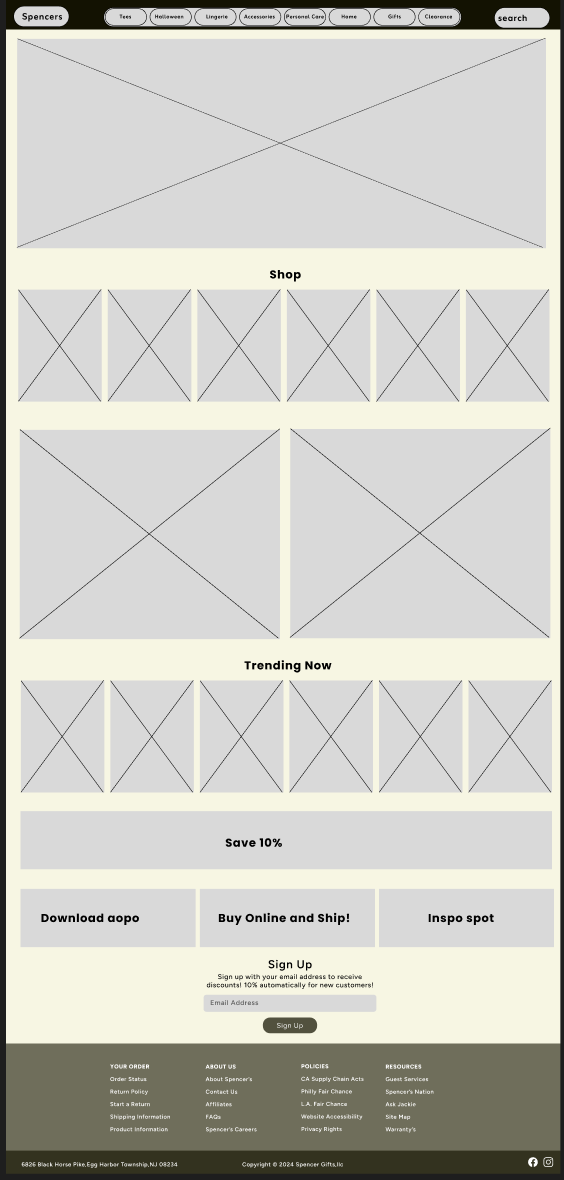 Spencers
Tees Halloween Lingerie Accessories Personal Care Home Gifts Clearance
search
Shop
Trending Now
Save 10%
Download aopo
Buy Online and Ship!
Inspo spot
Sign Up
Sign up with your email address to receive
discounts! 10% automatically for new customers!
Email Address
Sign Up
YOUR ORDER
Order Status
Return Policy
Start a Return
Shipping Information
Product Information
ABOUT US
About Spencer's
Contact Us
Affiliates
FAQs
Spencer's Careers
POLICIES
CA Supply Chain Acts
Philly Fair Chance
L.A. Fair Chance
Website Accessibility
Privacy Rights
RESOURCES
Guest Services
Spencer's Nation
Ask Jackie
Site Map
Warranty's
6826 Black Horse Pike,Egg Harbor Township,NJ 08234
Copyright © 2024 Spencer Gifts,llc